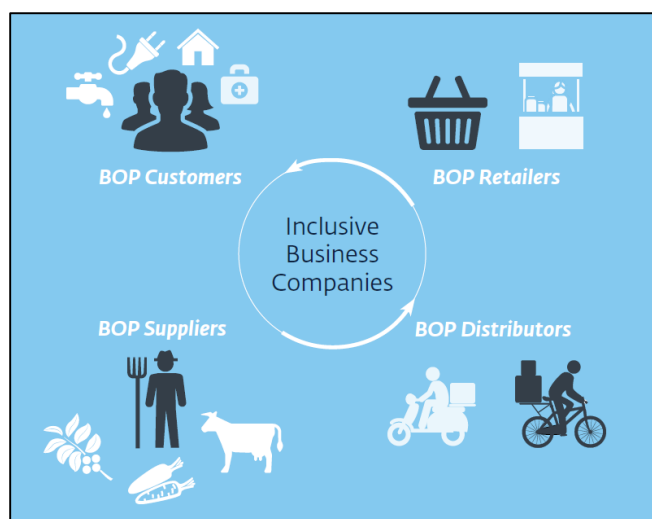 BOP Customers
BOP Retailers
Inclusive
Business
Companies
BOP Suppliers
BOP Distributors